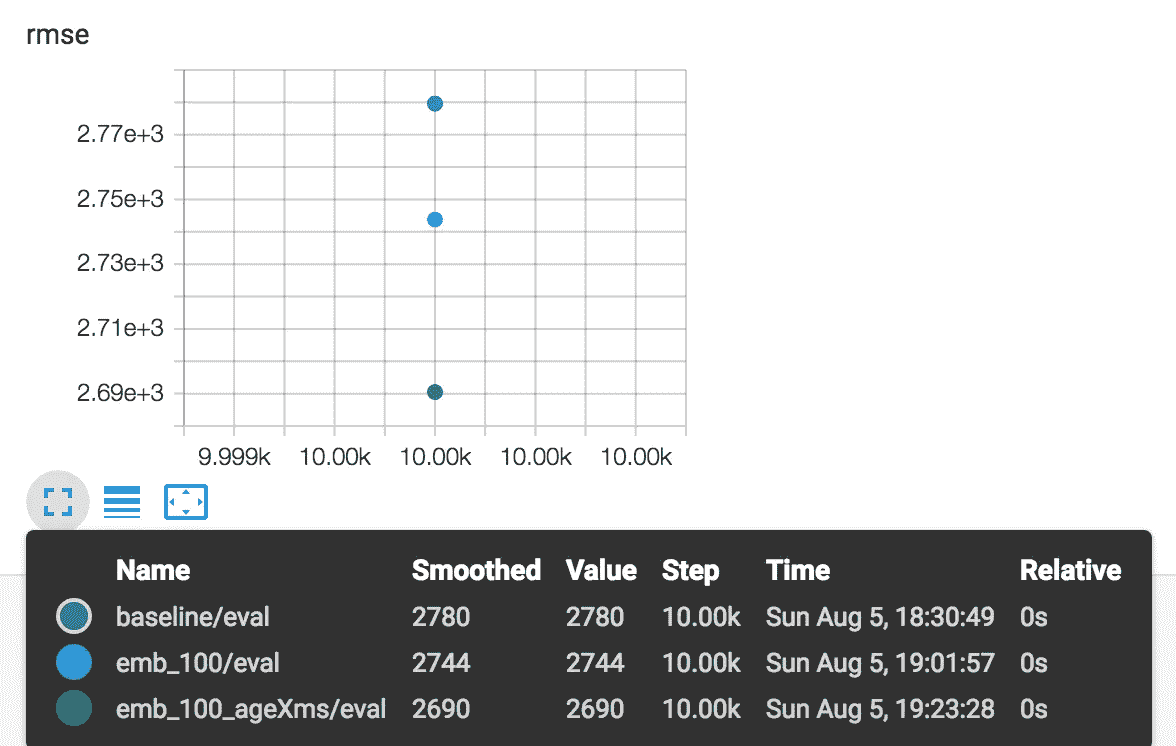 rmse
2.77e+3
2.75e+3
2.73e+3
2.71e+3
2.69e+3
9.999k 10.00k 10.00k 10.00k 10.00k
Name Smoothed Value Step Time Relative
baseline/eval 2780 2780 10.00k Sun Aug 5, 18:30:49 0s
emb_100/eval 2744 2744 10.00k Sun Aug 5, 19:01:57 0s
emb_100_ageXms/eval 2690 2690 10.00k Sun Aug 5, 19:23:28 0s